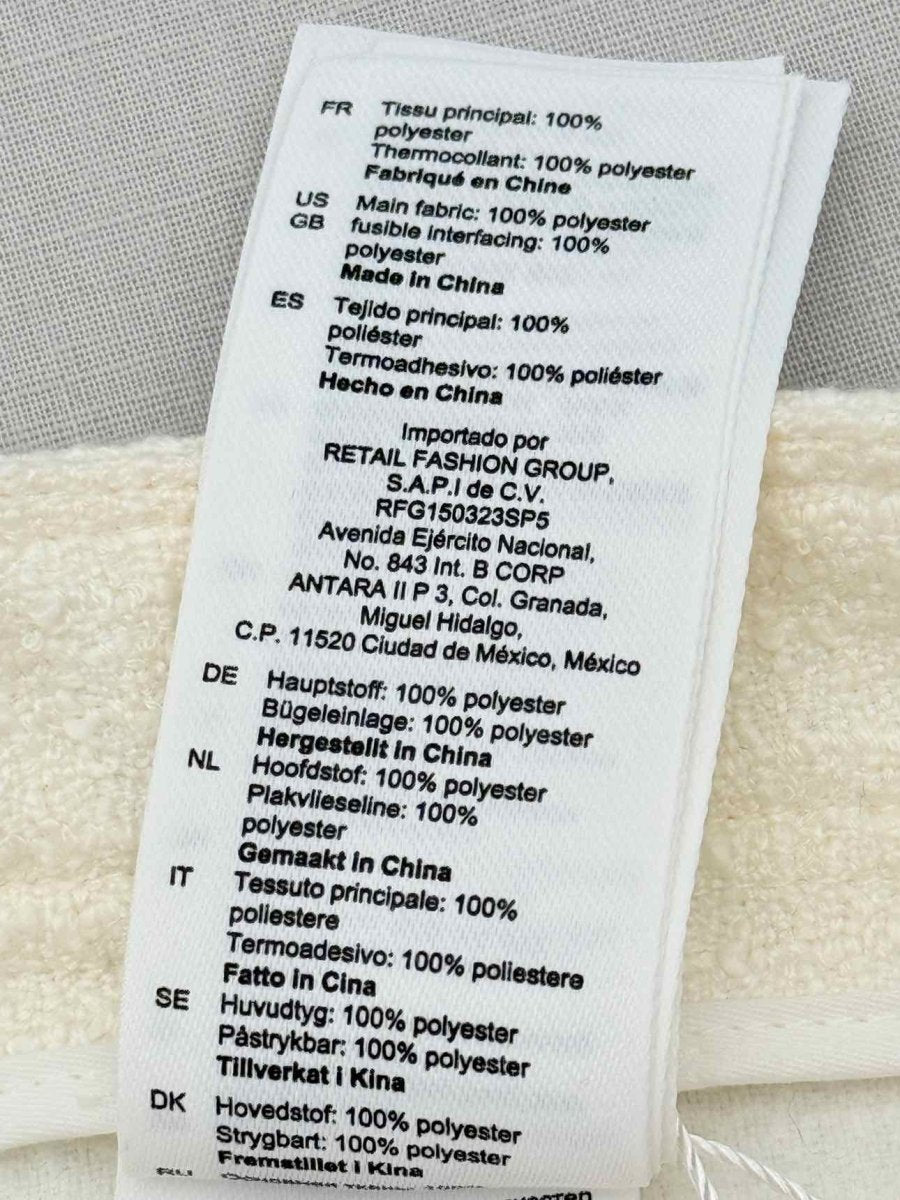 FR Tissu principal: 100%
polyester
Thermocollant: 100% polyester
Fabriqué en Chine
US Main fabric: 100% polyester
GB fusible interfacing: 100%
polyester
Made in China
ES Tejido principal: 100%
poliéster
Termoadhesivo: 100% poliéster
Hecho en China
Importado por
RETAIL FASHION GROUP,
S.A.P.I de C.V.
RFG150323SP5
Avenida Ejército Nacional,
No. 843 Int. B CORP
ANTARA II P 3, Col. Granada,
Miguel Hidalgo,
C.P. 11520 Ciudad de México, México
DE Hauptstoff: 100% polyester
Bügeleinlage: 100% polyester
Hergestellt in China
NL Hoofdstof: 100% polyester
Plakvlieseline: 100%
polyester
Gemaakt in China
IT Tessuto principale: 100%
poliestere
Termoadesivo: 100% poliestere
Fatto in Cina
SE Huvudtyg: 100% polyester
Påstrykbar: 100% polyester
Tillverkat i Kina
DK Hovedstof: 100% polyester
Strygbart: 100% polyester
Fremstillet i Kina
RU